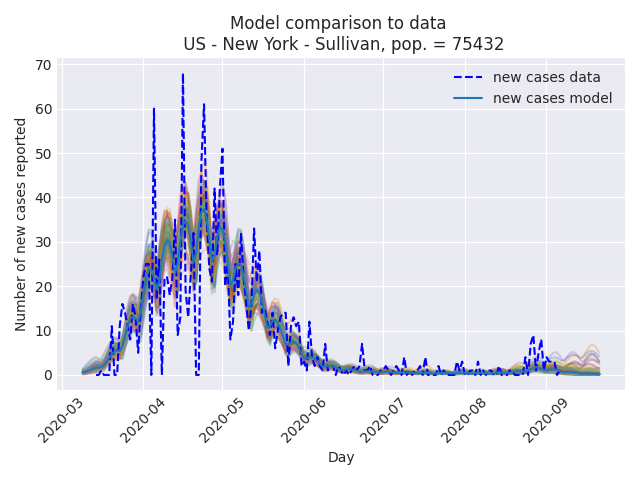 Model comparison to data
US - New York - Sullivan, pop. = 75432
new cases data
new cases model
Number of new cases reported
70
60
50
40
30
20
10
0
2020-03
2020-04
2020-05
2020-06
2020-07
2020-08
2020-09
Day